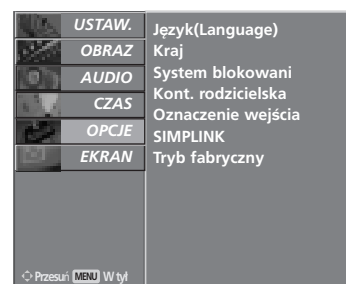 USTAW.
OBRAZ
AUDIO
CZAS
OPCJE
EKRAN
Język(Language)
Kraj
System blokowani
Kont. rodzicielska
Oznaczenie wejścia
SIMPLINK
Tryb fabryczny
Przesuń MENU W tył